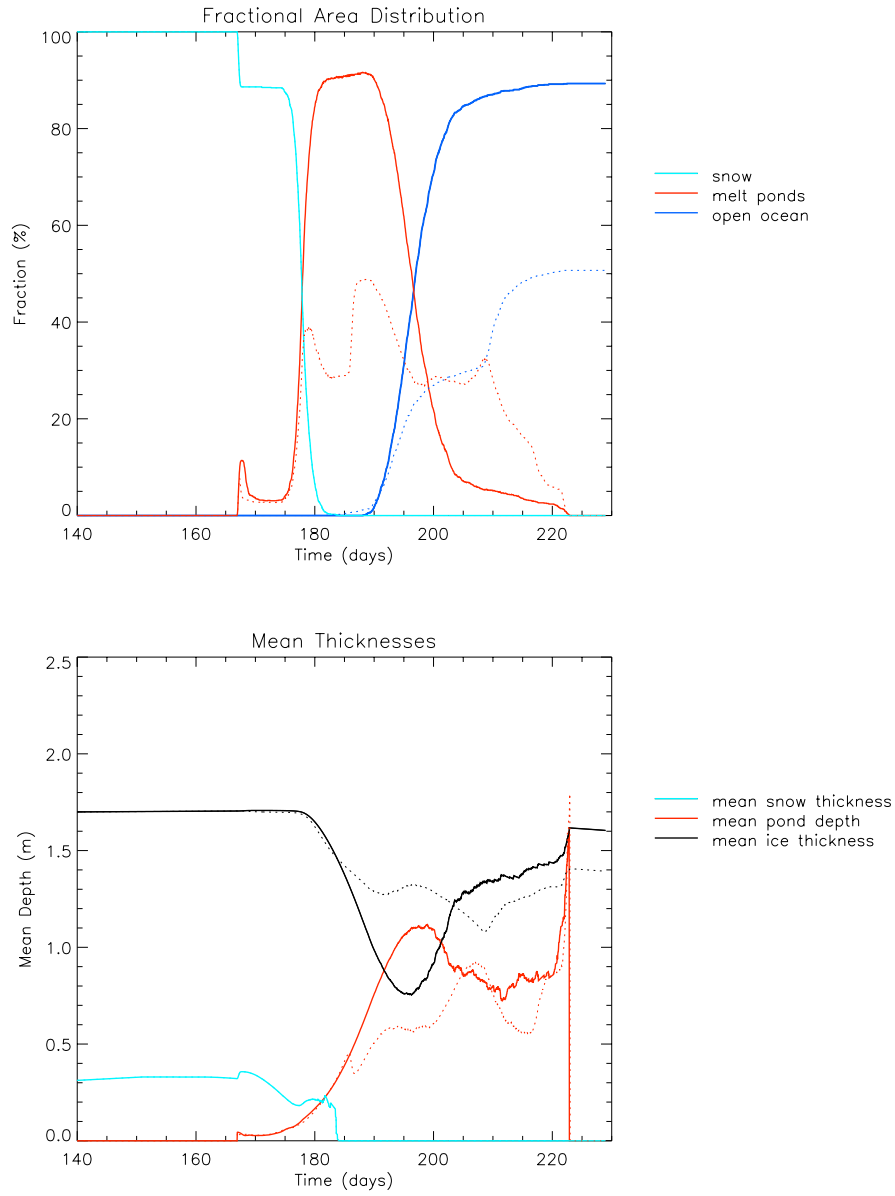 Fractional Area Distribution
100
80
60
40
20
0
Fraction (%)
140 160 180 200 220
Time (days)
snow
melt ponds
open ocean
Mean Thicknesses
2.5
2.0
1.5
1.0
0.5
0.0
Mean Depth (m)
140 160 180 200 220
Time (days)
mean snow thickness
mean pond depth
mean ice thickness